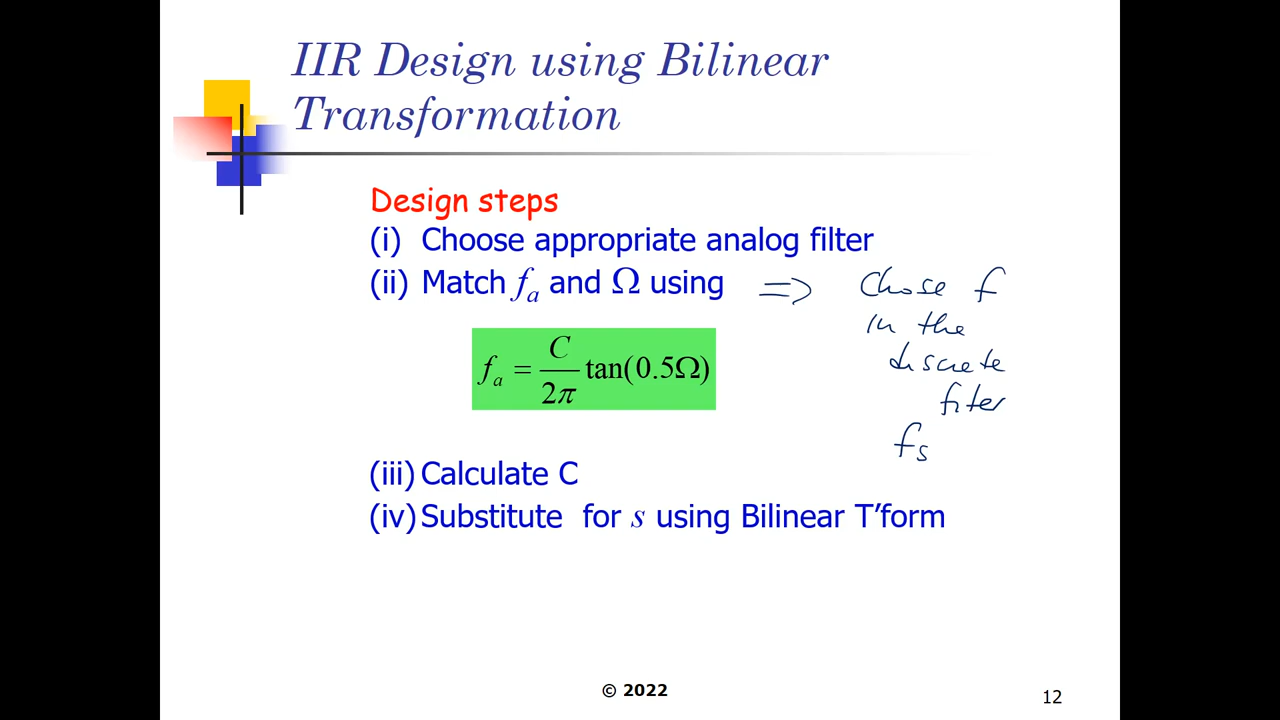 IIR Design using Bilinear
Transformation
Design steps
(i) Choose appropriate analog filter
(ii) Match fₐ and Ω using ⇒ Chose f
in the
discrete
filter
fₛ
fₐ = C/2π tan(0.5Ω)
(iii) Calculate C
(iv) Substitute for s using Bilinear T’form
© 2022
12